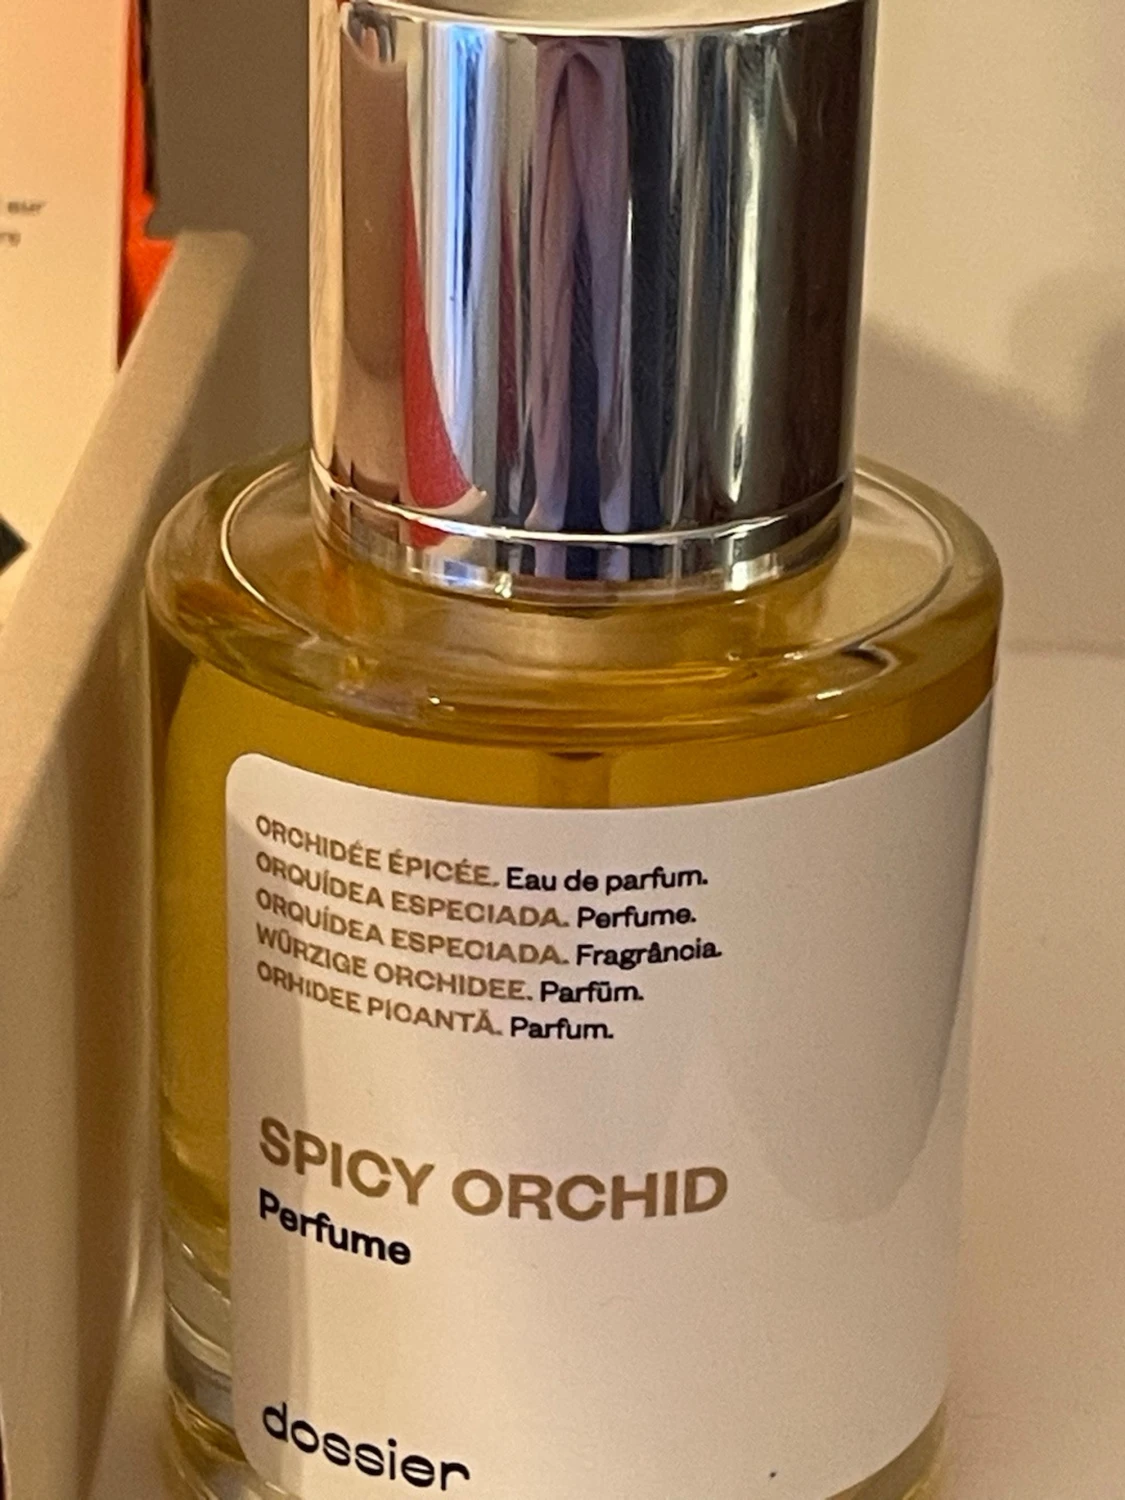 ORCHIDÉE ÉPICÉE. Eau de parfum.
ORQUÍDEA ESPECIADA. Perfume.
ORQUÍDEA ESPECIADA. Fragrância.
WÜRZIGE ORCHIDEE. Parfüm.
ORHIDEE PICANTĂ. Parfum.
SPICY ORCHID
Perfume
dossier